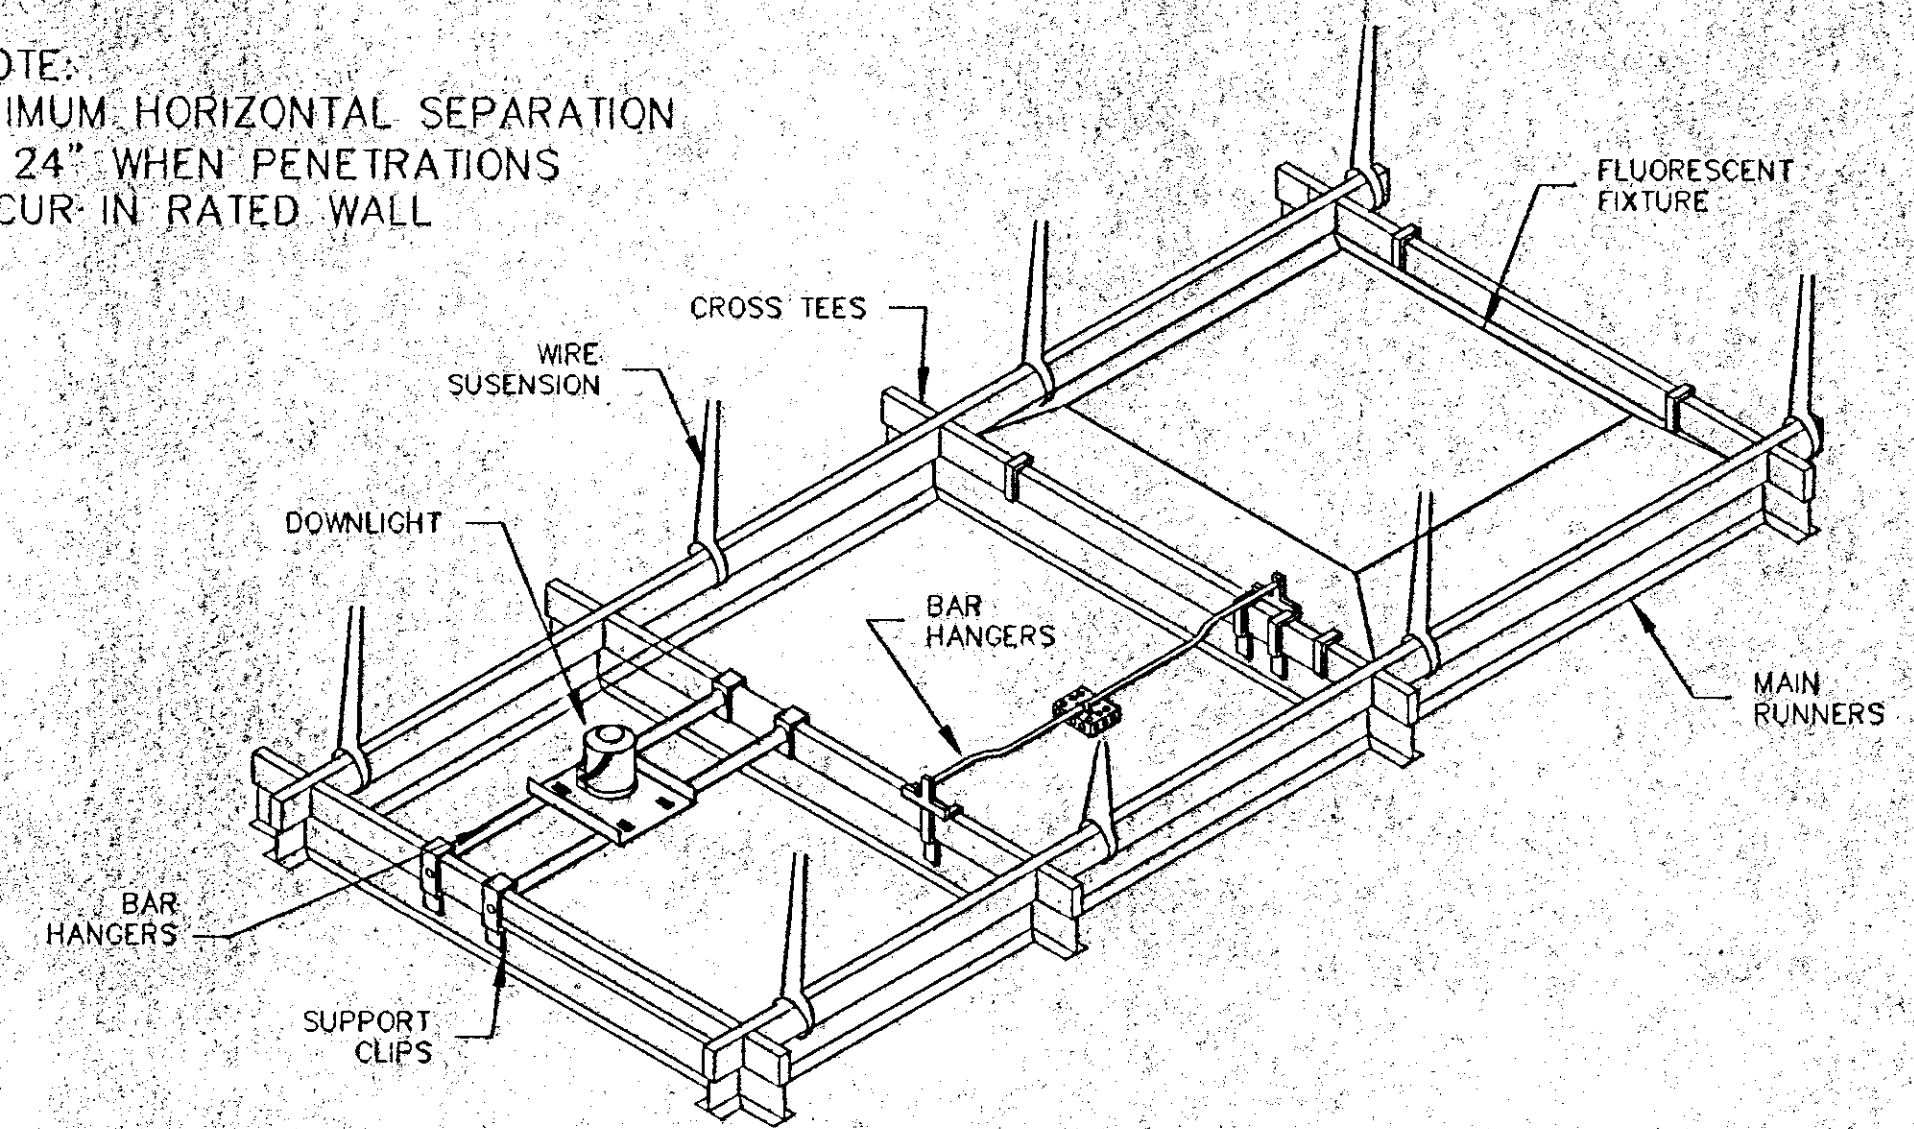 OTE:
IMUM HORIZONTAL SEPARATION
24" WHEN PENETRATIONS
CUR IN RATED WALL
FLUORESCENT
FIXTURE
CROSS TEES
WIRE
SUSENSION
DOWNLIGHT
BAR
HANGERS
MAIN
RUNNERS
BAR
HANGERS
SUPPORT
CLIPS